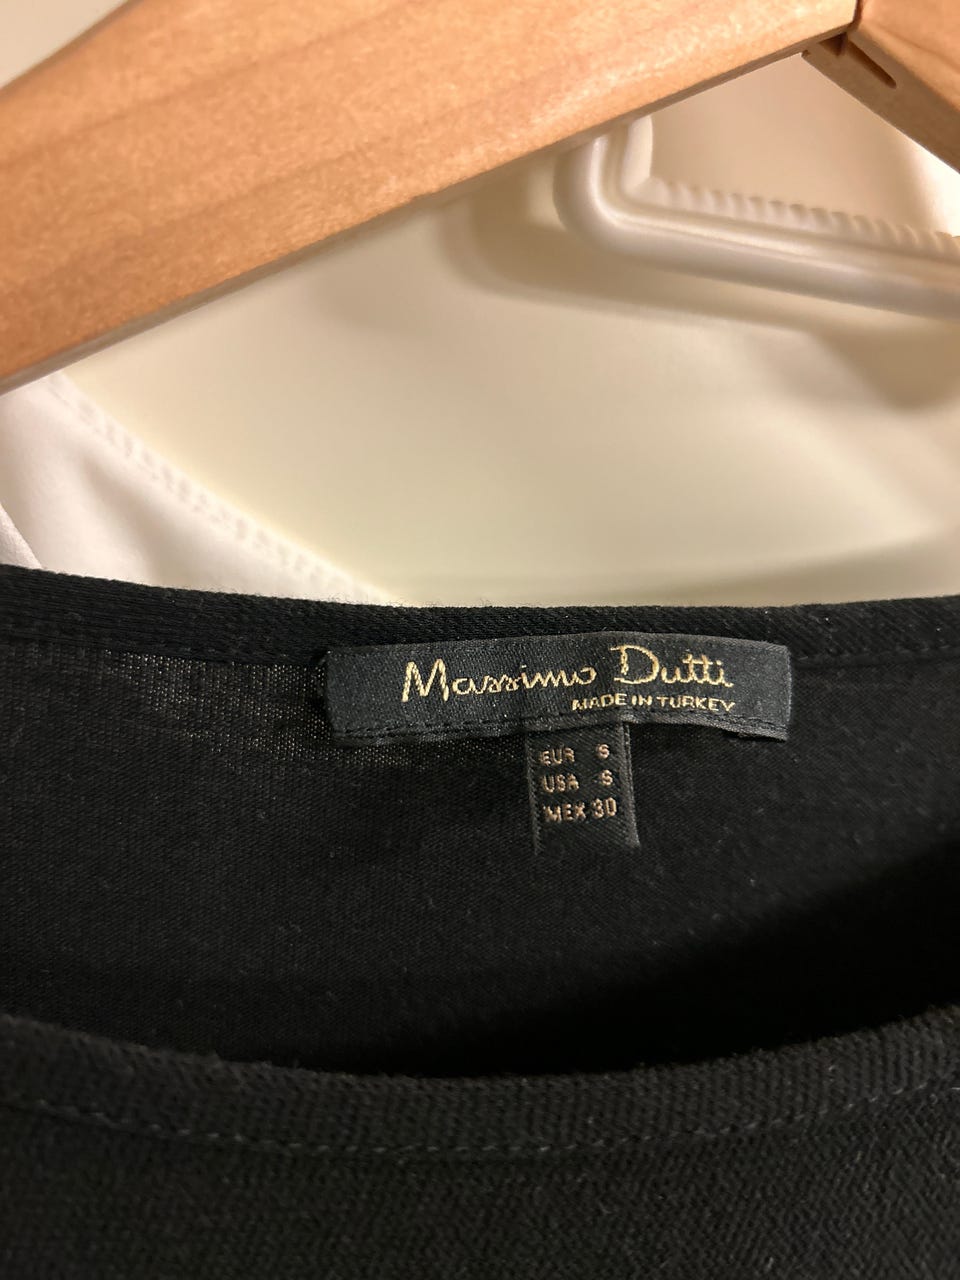 Massimo Dutti
MADE IN TURKEY
EUR S
USA S
MEX 30